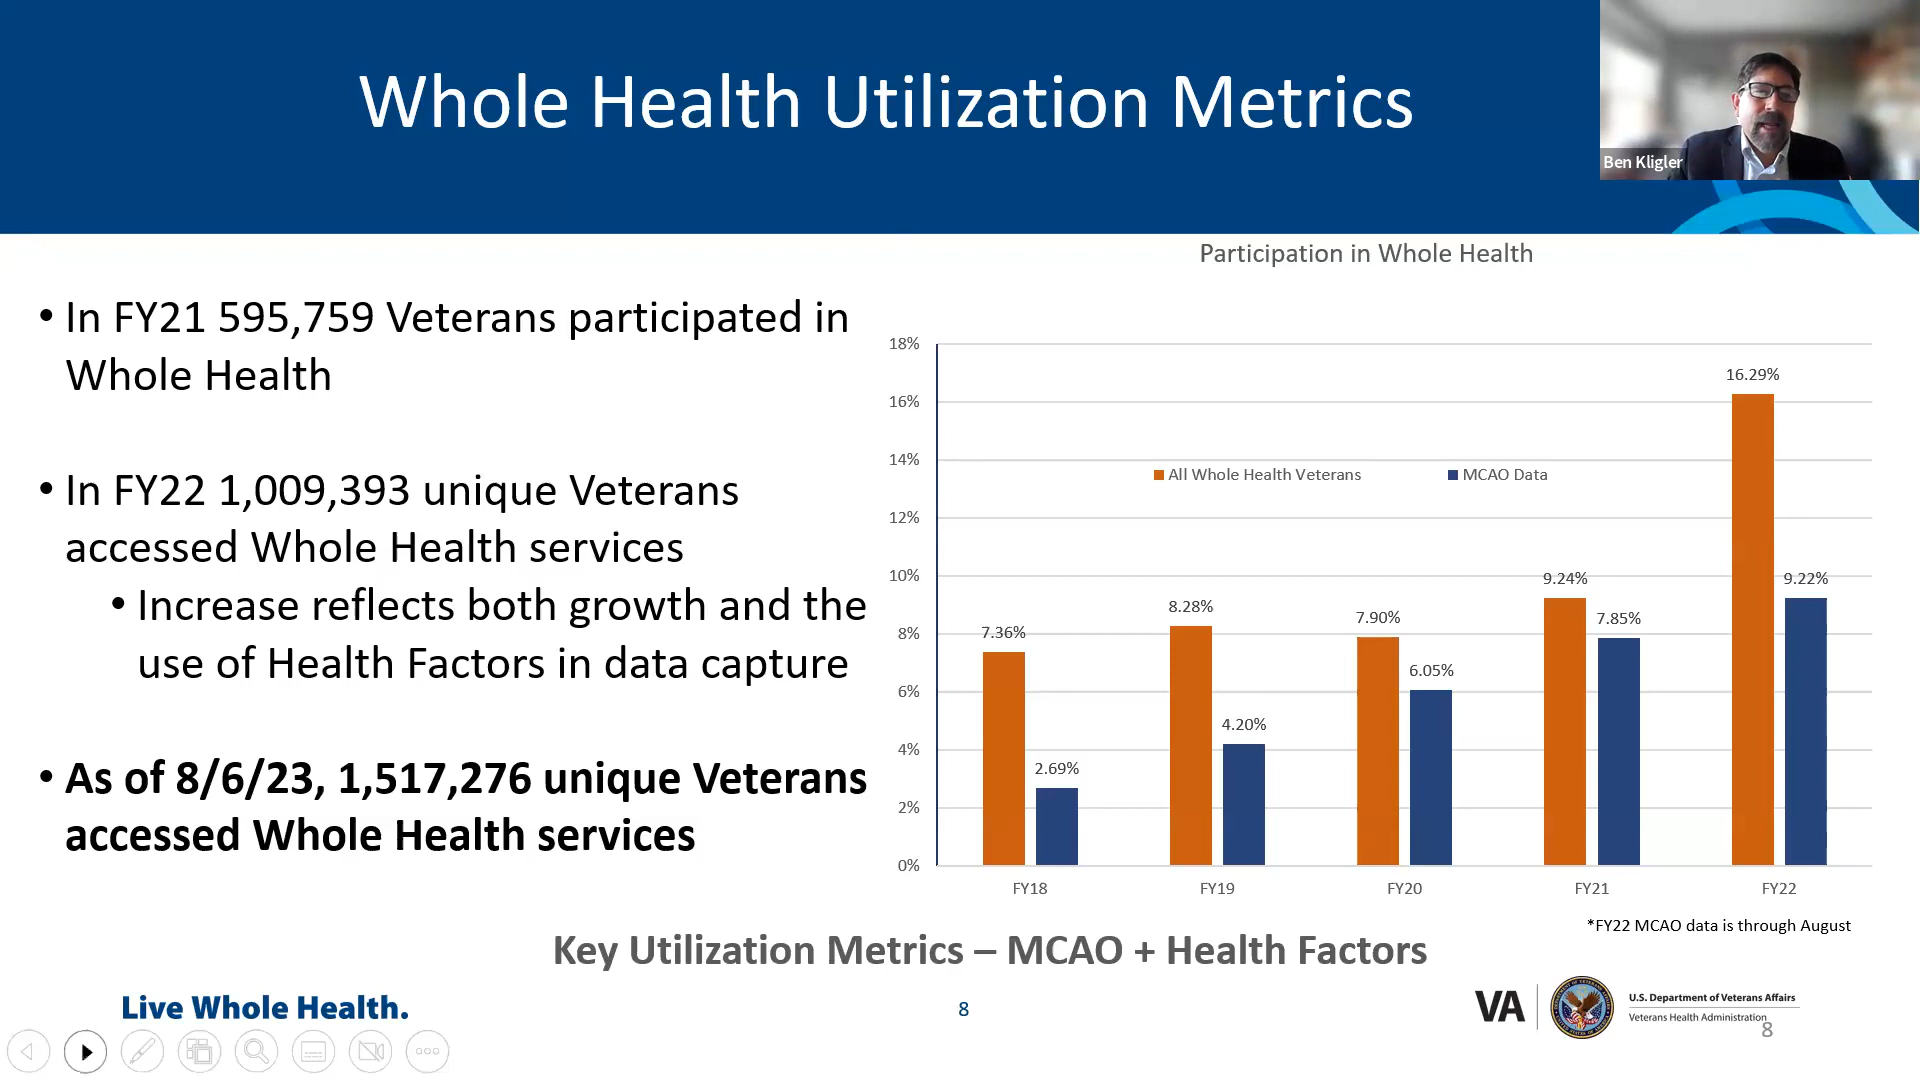 Whole Health Utilization Metrics
Ben Kligler
• In FY21 595,759 Veterans participated in
Whole Health
• In FY22 1,009,393 unique Veterans
accessed Whole Health services
• Increase reflects both growth and the
use of Health Factors in data capture
• As of 8/6/23, 1,517,276 unique Veterans
accessed Whole Health services
Participation in Whole Health
18%
16%
14%
12%
10%
8%
6%
4%
2%
0%
All Whole Health Veterans
MCAO Data
7.36%
2.69%
8.28%
4.20%
7.90%
6.05%
9.24%
7.85%
16.29%
9.22%
FY18
FY19
FY20
FY21
FY22
*FY22 MCAO data is through August
Key Utilization Metrics – MCAO + Health Factors
Live Whole Health.
8
VA
U.S. Department of Veterans Affairs
Veterans Health Administration
8